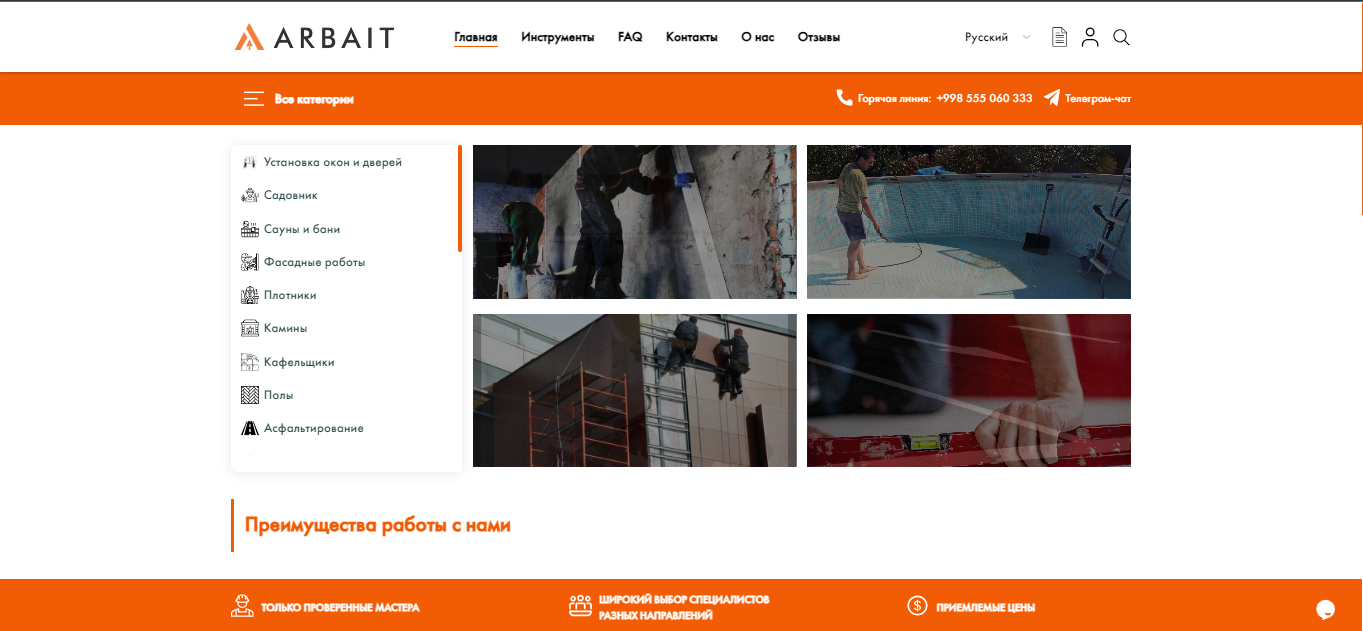 ARBAIT
Главная
Инструменты
FAQ
Контакты
О нас
Отзывы
Русский
Все категории
Горячая линия: +998 555 060 333
Телеграм-чат
Установка окон и дверей
Садовник
Сауны и бани
Фасадные работы
Плотники
Камины
Кафельщики
Полы
Асфальтирование
Преимущества работы с нами
ТОЛЬКО ПРОВЕРЕННЫЕ МАСТЕРА
ШИРОКИЙ ВЫБОР СПЕЦИАЛИСТОВ
РАЗНЫХ НАПРАВЛЕНИЙ
ПРИЕМЛЕМЫЕ ЦЕНЫ